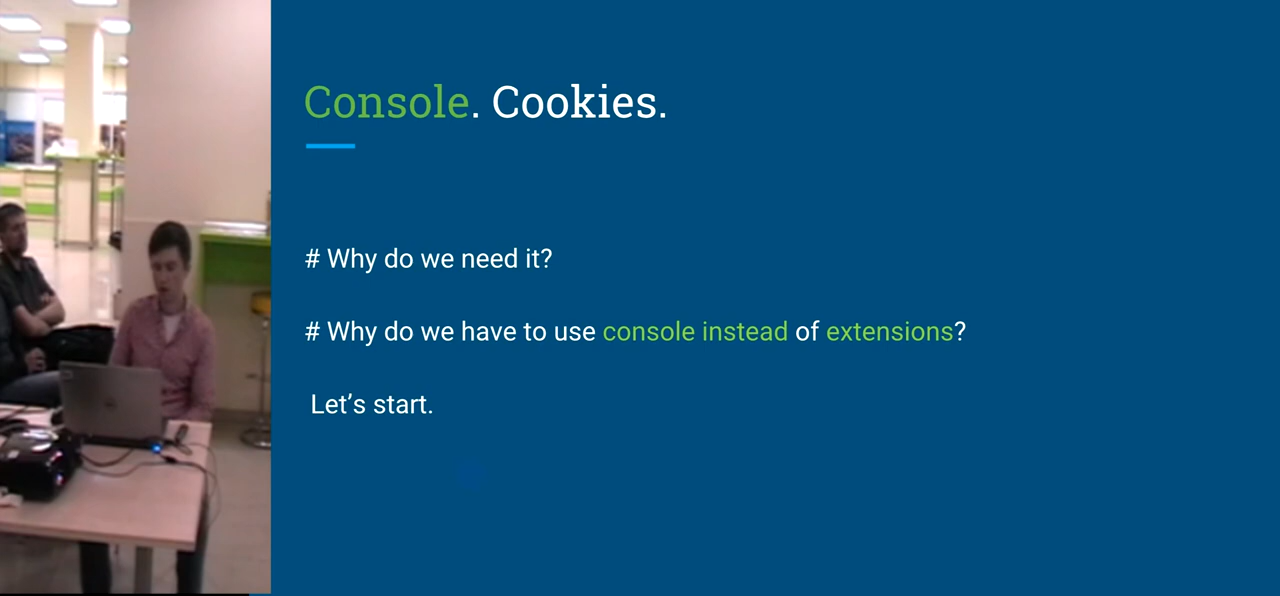 Console. Cookies.
# Why do we need it?
# Why do we have to use console instead of extensions?
Let’s start.